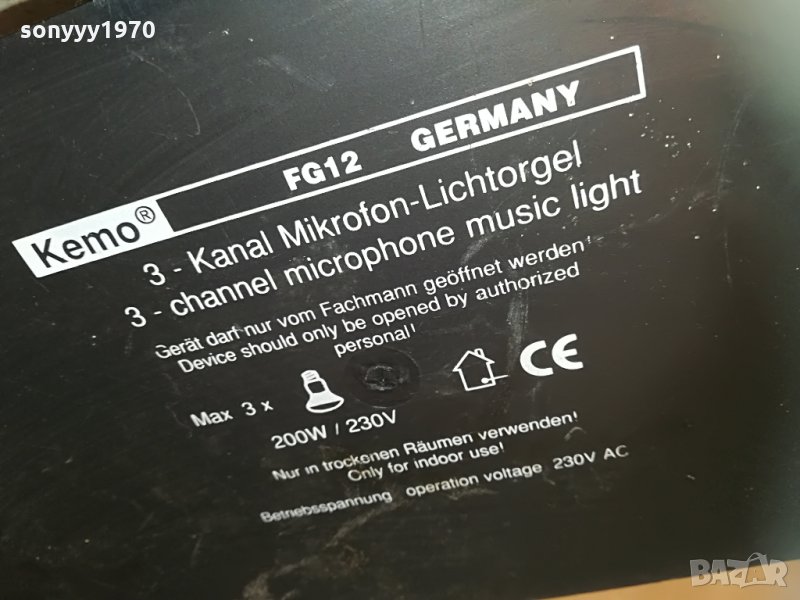 sonyyy1970
Kemo® FG12 GERMANY
3 - Kanal Mikrofon-Lichtorgel
3 - channel microphone music light
Gerät darf nur vom Fachmann geöffnet werden!
Device should only be opened by authorized
personal!
Max 3 x
200W / 230V
CE
Nur in trockenen Räumen verwenden!
Only for indoor use!
Betriebsspannung operation voltage 230V AC
BAZAR